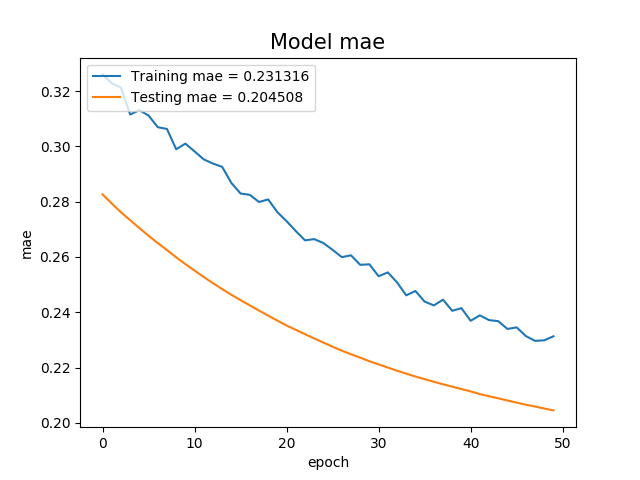 Model mae
Training mae = 0.231316
Testing mae = 0.204508
0.32
0.30
0.28
0.26
0.24
0.22
0.20
mae
0 10 20 30 40 50
epoch